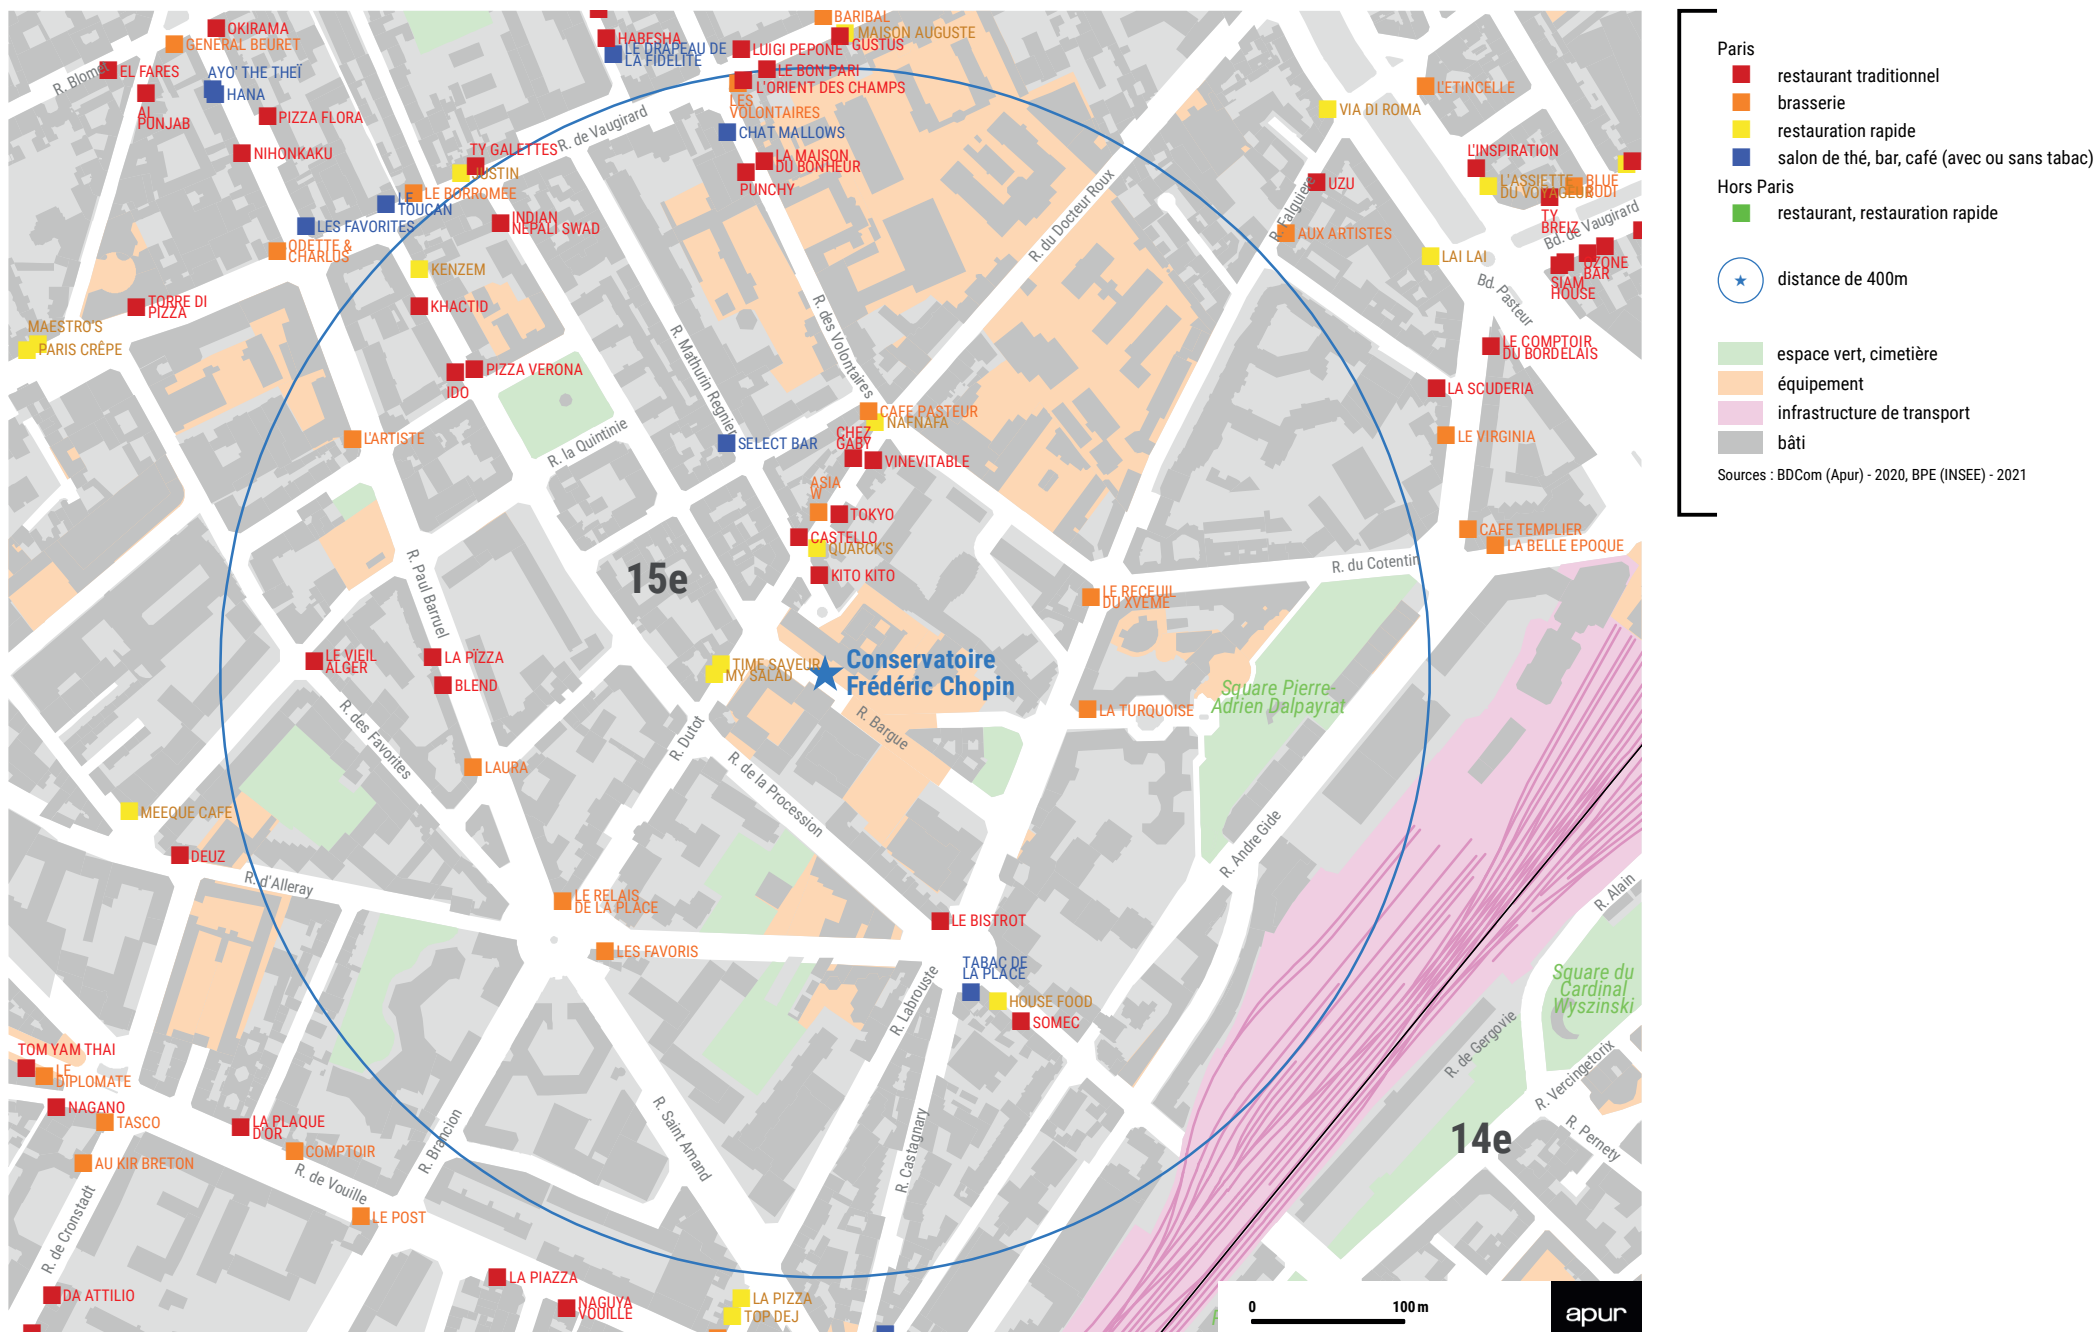 OKIRAMA
GENERAL BEURET
EL FARES
R. Blomet
AYO' THE THEÏ
HANA
AL
PUNJAB
PIZZA FLORA
NIHONKAKU
HABESHA
LE DRAPEAU DE
LA FIDELITE
BARIBAL
MAISON AUGUSTE
GUSTUS
LUIGI PEPONE
LE BON PARI
L'ORIENT DES CHAMPS
LES
VOLONTAIRES
CHAT MALLOWS
LA MAISON
DU BONHEUR
PUNCHY
R. de Vaugirard
TY GALETTES
JUSTIN
LE BORROMEE
LE
TOUCAN
LES FAVORITES
ODETTE &
CHARLUS
INDIAN
NEPALI SWAD
KENZEM
KHACTID
TORRE DI
PIZZA
MAESTRO'S
PARIS CRÊPE
PIZZA VERONA
IDO
L'ARTISTE
R. la Quintinie
R. Mathurin Regnier
R. des Volontaires
R. du Docteur Roux
R. Falguiere
L'ETINCELLE
VIA DI ROMA
L'INSPIRATION
L'ASSIETTE
DU VOYAGEUR
BLUE
RUDI
UZU
TY
BREIZ
Bd. de Vaugirard
AUX ARTISTES
LAI LAI
OZONE
BAR
SIAM
HOUSE
Bd. Pasteur
LE COMPTOIR
DU BORDELAIS
LA SCUDERIA
LE VIRGINIA
CAFE TEMPLIER
LA BELLE EPOQUE
CAFE PASTEUR
NAFNAFA
CHEZ
GABY
VINEVITABLE
SELECT BAR
ASIA
W
TOKYO
CASTELLO
QUARCK'S
KITO KITO
15e
R. du Cotentin
LE RECEUIL
DU XVEME
R. Paul Barruel
LE VIEIL
ALGER
LA PÏZZA
BLEND
TIME SAVEUR
MY SALAD
Conservatoire
Frédéric Chopin
Square Pierre-
Adrien Dalpayrat
LA TURQUOISE
R. Bargue
R. Dutot
R. des Favorites
R. de la Procession
LAURA
MEEQUE CAFE
DEUZ
R. d'Alleray
R. Andre Gide
R. Alain
LE RELAIS
DE LA PLACE
LES FAVORIS
LE BISTROT
TABAC DE
LA PLACE
HOUSE FOOD
SOMEC
R. Labrouste
Square du
Cardinal
Wyszinski
R. de Gergovie
R. Vercingetorix
R. Pernety
14e
TOM YAM THAI
LE
DIPLOMATE
NAGANO
TASCO
AU KIR BRETON
LA PLAQUE
D'OR
COMPTOIR
R. de Vouille
R. Brancion
R. Saint Amand
R. Castagnary
R. de Cronstadt
LE POST
DA ATTILIO
LA PIAZZA
NAGUYA
VOUILLE
LA PIZZA
TOP DEJ
0 100 m
apur
Paris
restaurant traditionnel
brasserie
restauration rapide
salon de thé, bar, café (avec ou sans tabac)
Hors Paris
restaurant, restauration rapide
distance de 400m
espace vert, cimetière
équipement
infrastructure de transport
bâti
Sources : BDCom (Apur) - 2020, BPE (INSEE) - 2021